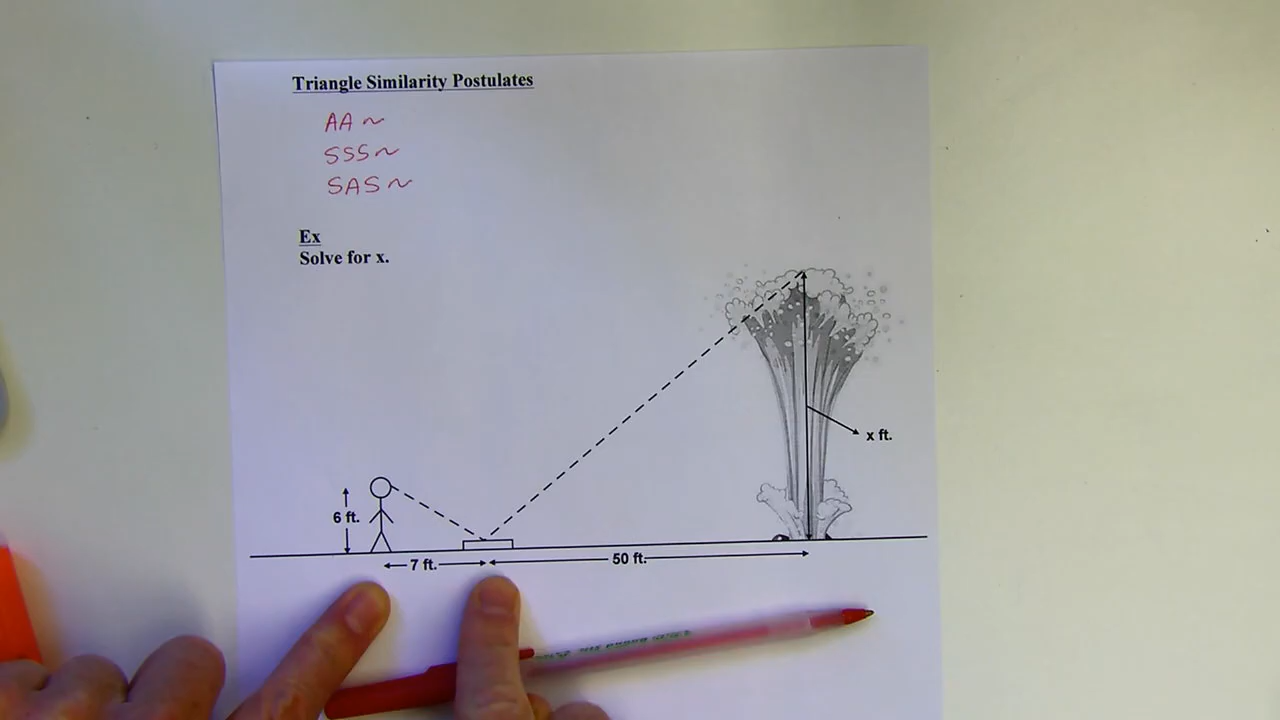 Triangle Similarity Postulates
AA ~
SSS ~
SAS ~
Ex
Solve for x.
x ft.
6 ft.
7 ft.
50 ft.